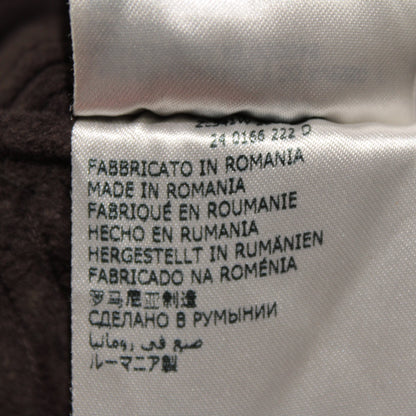 24 0166 222 O
FABBRICATO IN ROMANIA
MADE IN ROMANIA
FABRIQUÉ EN ROUMANIE
HECHO EN RUMANIA
HERGESTELLT IN RUMÄNIEN
FABRICADO NA ROMÉNIA
罗马尼亚制造
СДЕЛАНО В РУМЫНИИ
صنع في رومانيا
ルーマニア製